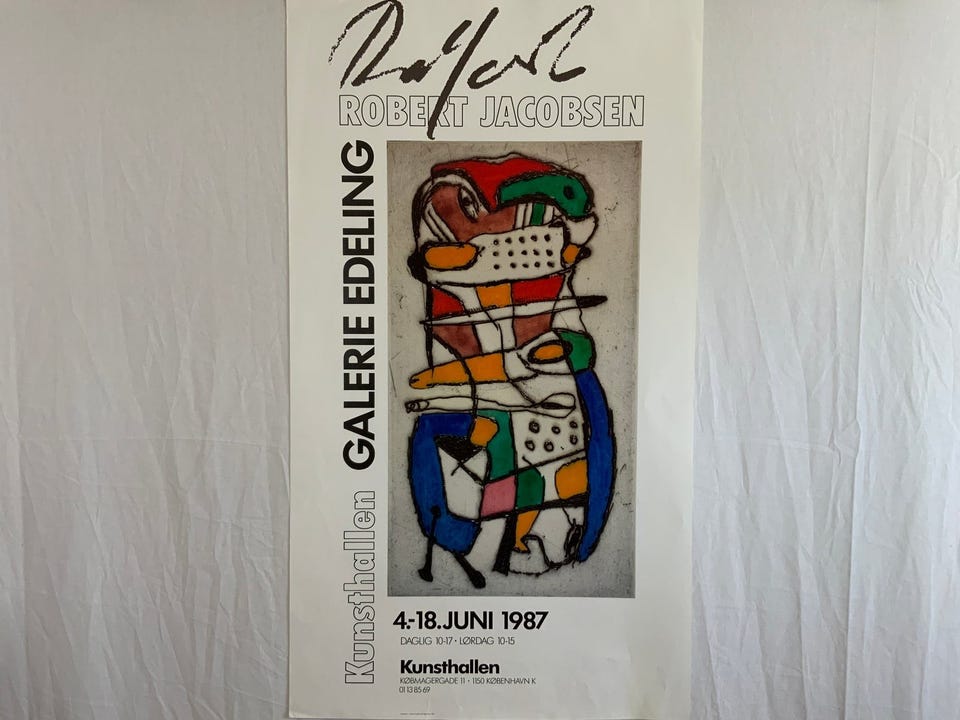 ROBERT JACOBSEN
GALERIE EDELING
Kunsthallen
4.-18. JUNI 1987
DAGLIG 10-17 • LØRDAG 10-15
Kunsthallen
KØBMAGERGADE 11 • 1150 KØBENHAVN K
01 13 85 69